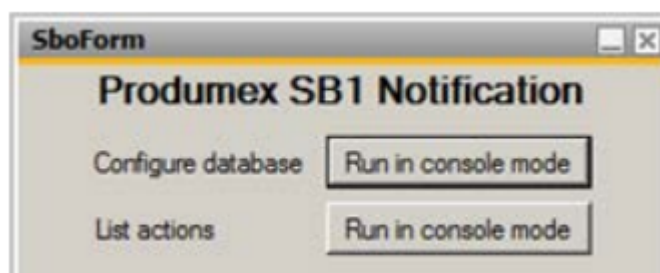 SboForm
Produmex SB1 Notification
Configure database Run in console mode
List actions Run in console mode